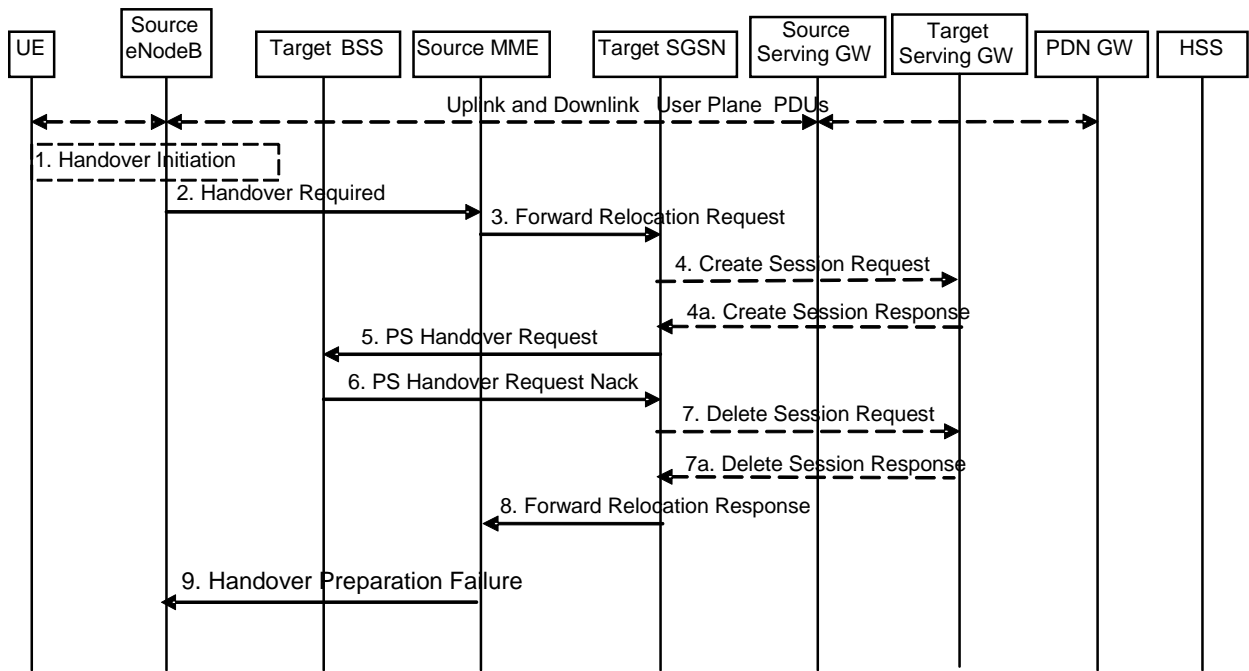 UE
Source
eNodeB
Target BSS
Source MME
Target SGSN
Source
Serving GW
Target
Serving GW
PDN GW
HSS
Uplink and Downlink User Plane PDUs
1. Handover Initiation
2. Handover Required
3. Forward Relocation Request
4. Create Session Request
4a. Create Session Response
5. PS Handover Request
6. PS Handover Request Nack
7. Delete Session Request
7a. Delete Session Response
8. Forward Relocation Response
9. Handover Preparation Failure